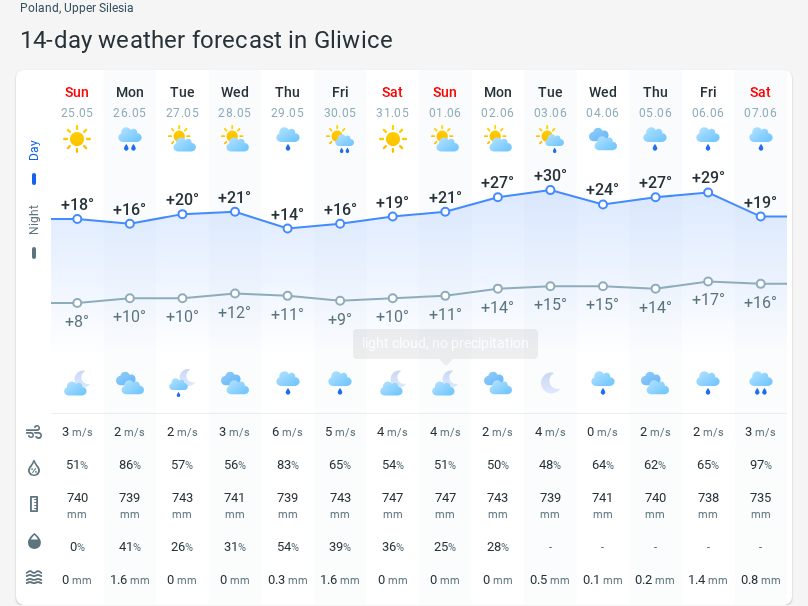 Poland, Upper Silesia
14-day weather forecast in Gliwice
Sun Mon Tue Wed Thu Fri Sat Sun Mon Tue Wed Thu Fri Sat
25.05 26.05 27.05 28.05 29.05 30.05 31.05 01.06 02.06 03.06 04.06 05.06 06.06 07.06
Day
+18° +16° +20° +21° +14° +16° +19° +21° +27° +30° +24° +27° +29° +19°
Night
+8° +10° +10° +12° +11° +9° +10° +11° +14° +15° +15° +14° +17° +16°
light cloud, no precipitation
3 m/s 2 m/s 2 m/s 3 m/s 6 m/s 5 m/s 4 m/s 4 m/s 2 m/s 4 m/s 0 m/s 2 m/s 2 m/s 3 m/s
51% 86% 57% 56% 83% 65% 54% 51% 50% 48% 64% 62% 65% 97%
740 739 743 741 739 743 747 747 743 739 741 740 738 735
mm mm mm mm mm mm mm mm mm mm mm mm mm mm
0% 41% 26% 31% 54% 39% 36% 25% 28% - - - - -
0 mm 1.6 mm 0 mm 0 mm 0.3 mm 1.6 mm 0 mm 0 mm 0 mm 0.5 mm 0.1 mm 0.2 mm 1.4 mm 0.8 mm